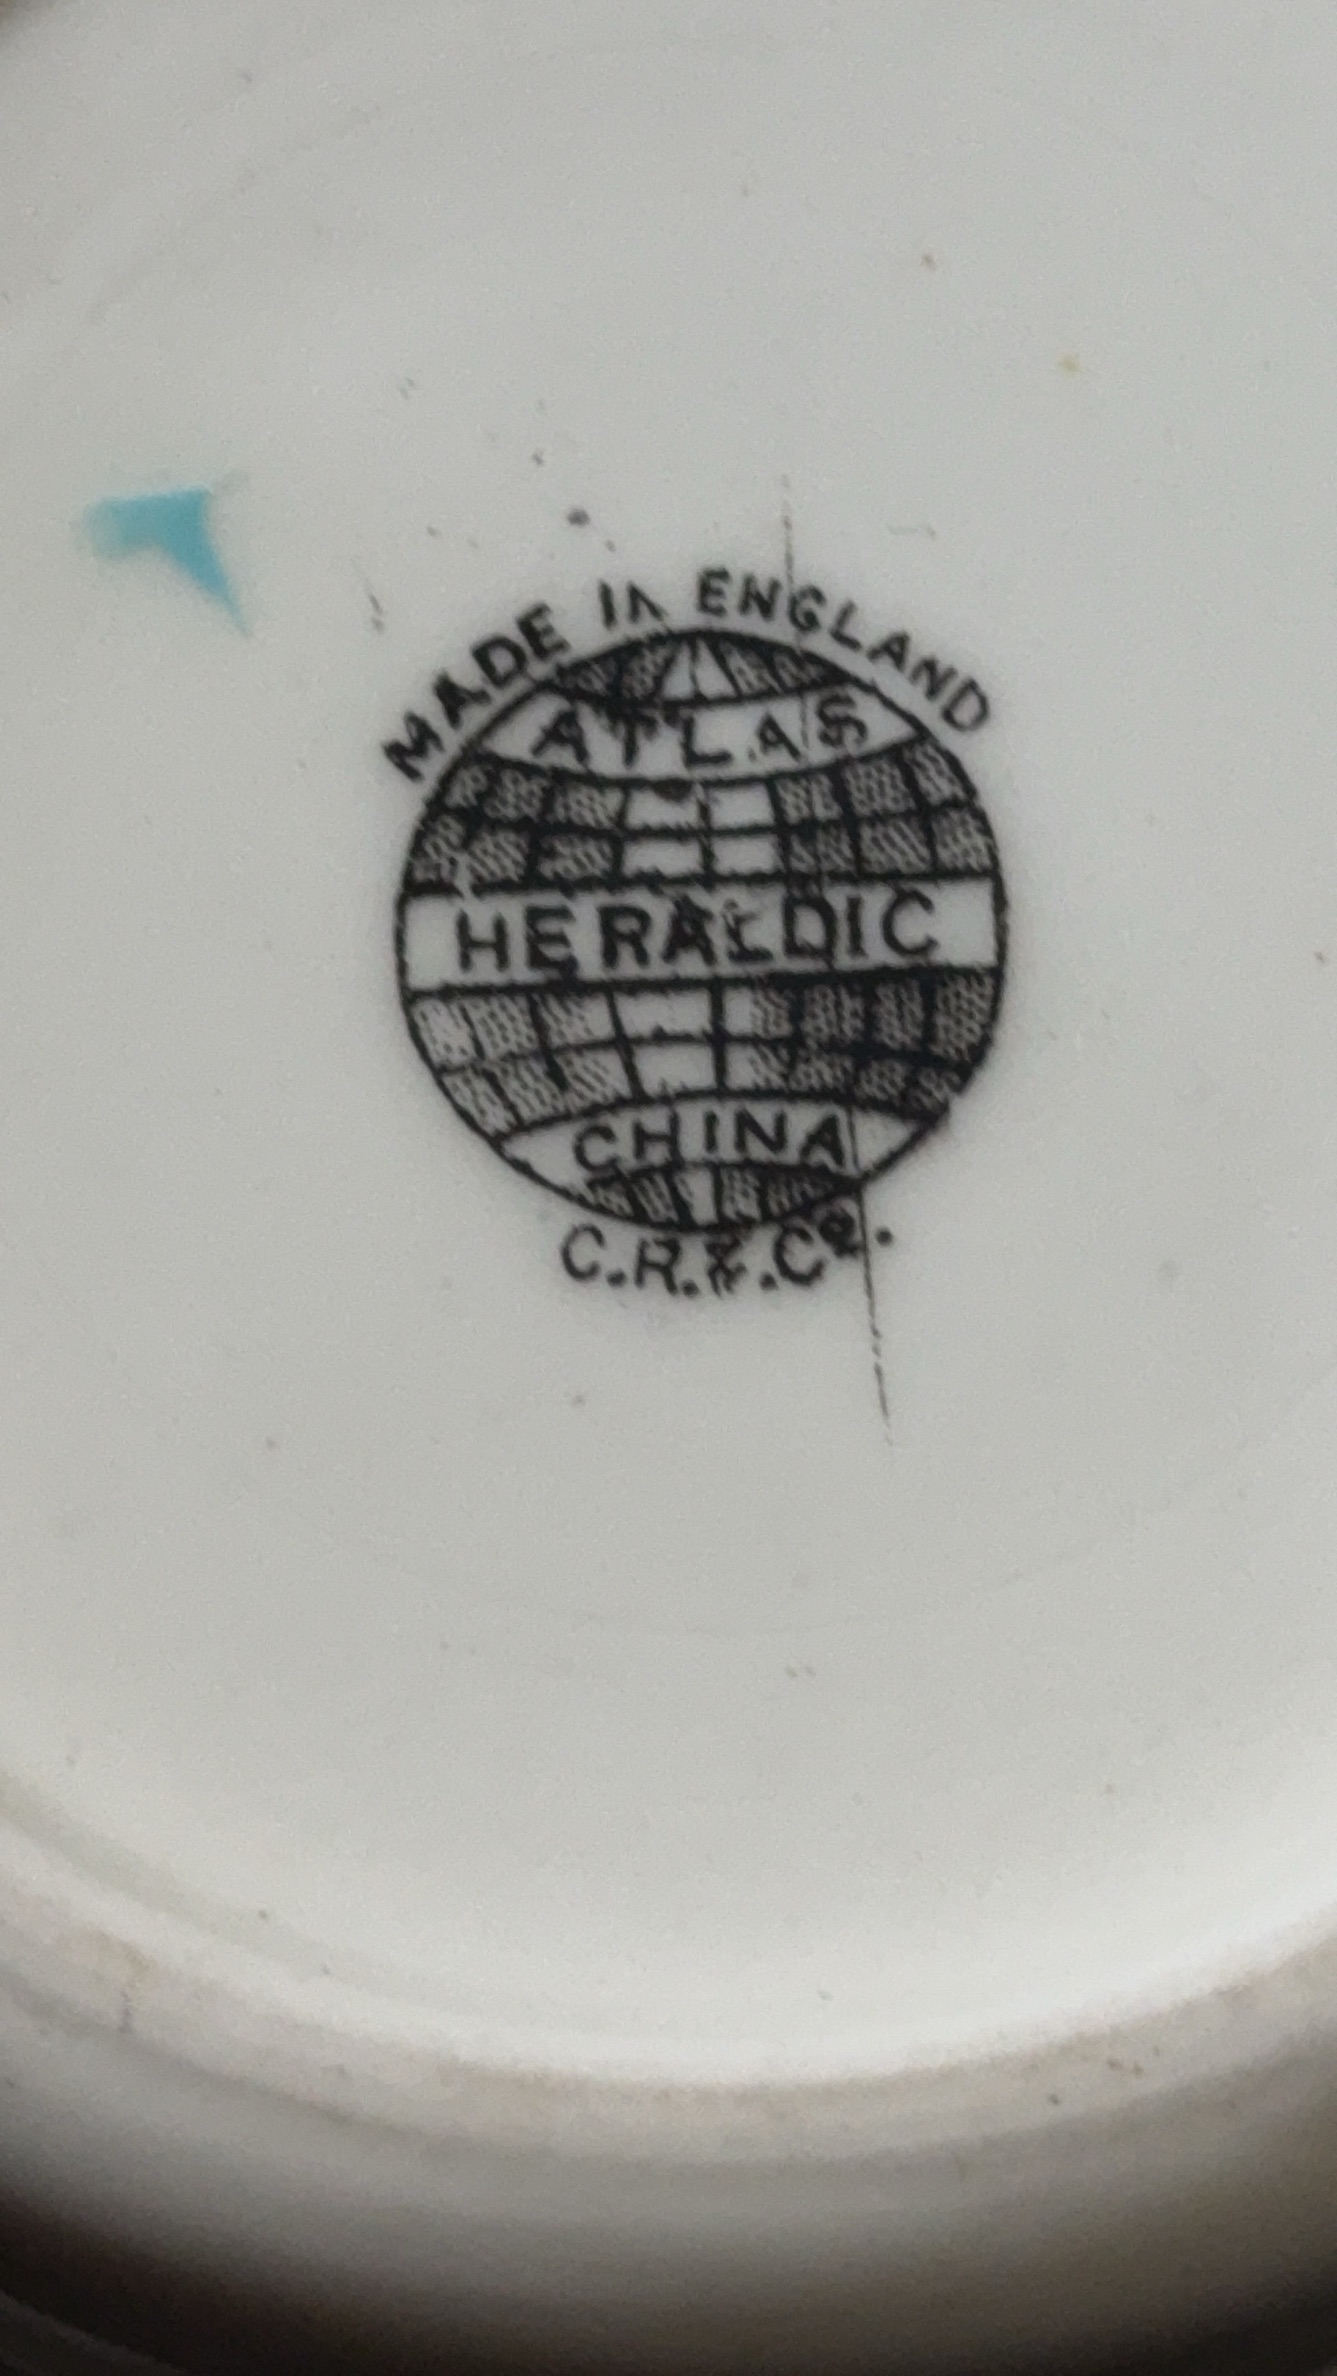 MADE IN ENGLAND
ATLAS
HERALDIC
CHINA
C.R.&.Co.